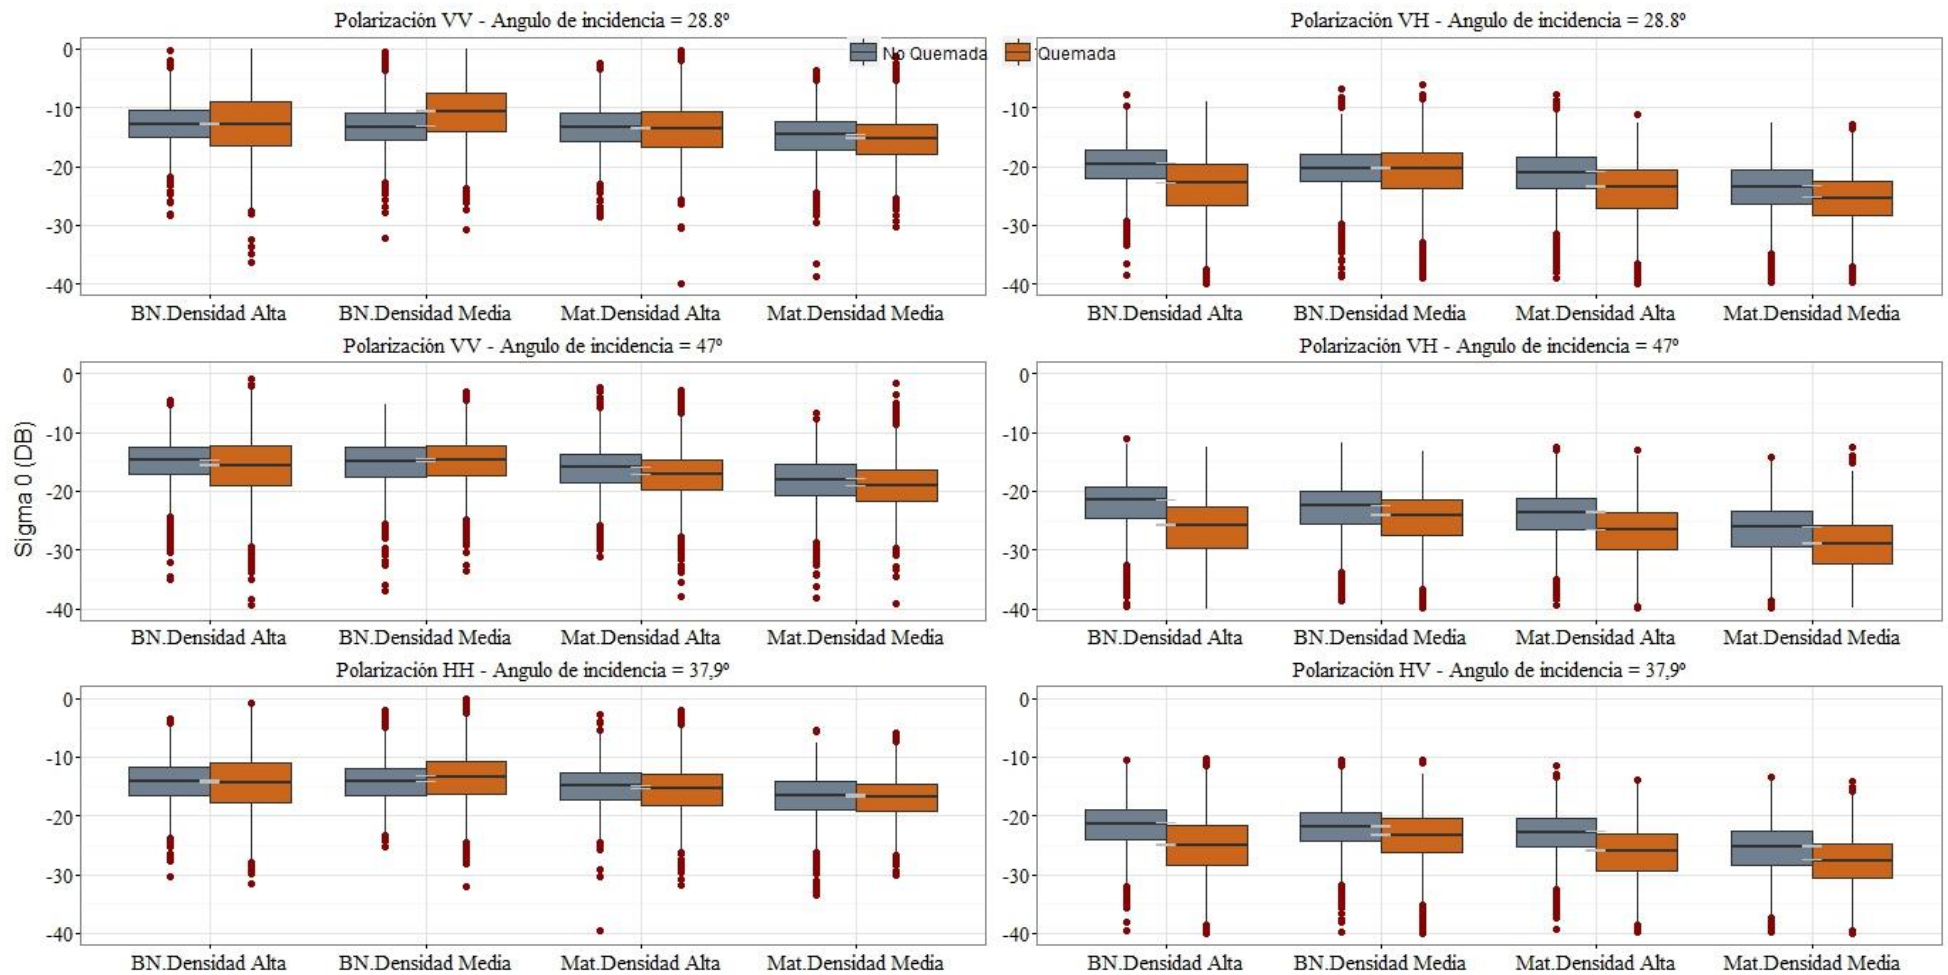 Polarización VV - Angulo de incidencia = 28.8º
Polarización VH - Angulo de incidencia = 28.8º
No Quemada
Quemada
0
-10
-20
-30
-40
0
-10
-20
-30
-40
BN.Densidad Alta
BN.Densidad Media
Mat.Densidad Alta
Mat.Densidad Media
BN.Densidad Alta
BN.Densidad Media
Mat.Densidad Alta
Mat.Densidad Media
Polarización VV - Angulo de incidencia = 47º
Polarización VH - Angulo de incidencia = 47º
Sigma 0 (DB)
0
-10
-20
-30
-40
0
-10
-20
-30
-40
BN.Densidad Alta
BN.Densidad Media
Mat.Densidad Alta
Mat.Densidad Media
BN.Densidad Alta
BN.Densidad Media
Mat.Densidad Alta
Mat.Densidad Media
Polarización HH - Angulo de incidencia = 37,9º
Polarización HV - Angulo de incidencia = 37,9º
0
-10
-20
-30
-40
0
-10
-20
-30
-40
BN.Densidad Alta
BN.Densidad Media
Mat.Densidad Alta
Mat.Densidad Media
BN.Densidad Alta
BN.Densidad Media
Mat.Densidad Alta
Mat.Densidad Media